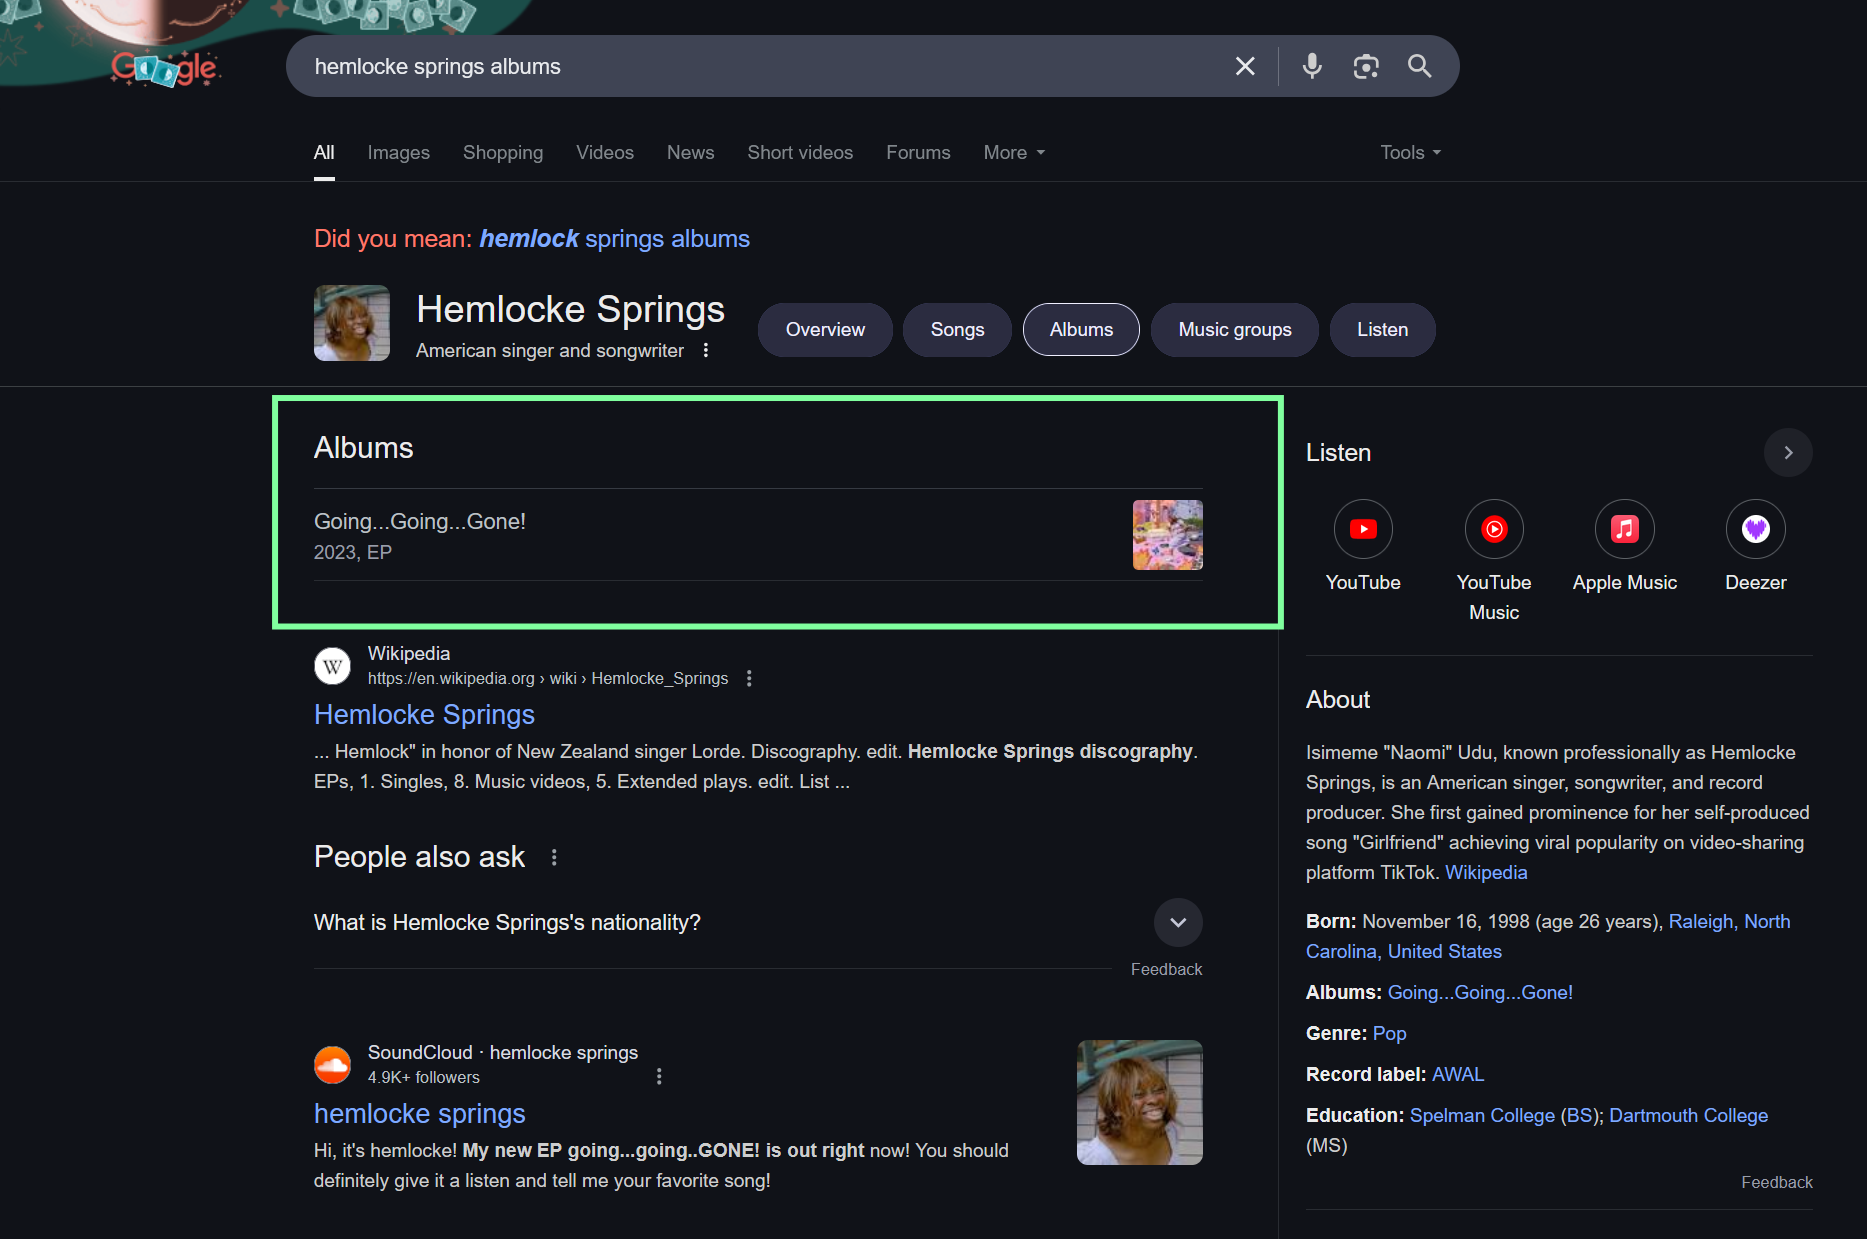 Google
hemlocke springs albums
All Images Shopping Videos News Short videos Forums More Tools
Did you mean: hemlock springs albums
Hemlocke Springs
American singer and songwriter
Overview Songs Albums Music groups Listen
Albums
Going...Going...Gone!
2023, EP
Wikipedia
https://en.wikipedia.org › wiki › Hemlocke_Springs
Hemlocke Springs
... Hemlock" in honor of New Zealand singer Lorde. Discography. edit. Hemlocke Springs discography.
EPs, 1. Singles, 8. Music videos, 5. Extended plays. edit. List ...
People also ask
What is Hemlocke Springs's nationality?
Feedback
SoundCloud · hemlocke springs
4.9K+ followers
hemlocke springs
Hi, it's hemlocke! My new EP going...going..GONE! is out right now! You should
definitely give it a listen and tell me your favorite song!
Listen
YouTube
YouTube
Music
Apple Music
Deezer
About
Isimeme "Naomi" Udu, known professionally as Hemlocke
Springs, is an American singer, songwriter, and record
producer. She first gained prominence for her self-produced
song "Girlfriend" achieving viral popularity on video-sharing
platform TikTok. Wikipedia
Born: November 16, 1998 (age 26 years), Raleigh, North
Carolina, United States
Albums: Going...Going...Gone!
Genre: Pop
Record label: AWAL
Education: Spelman College (BS); Dartmouth College
(MS)
Feedback